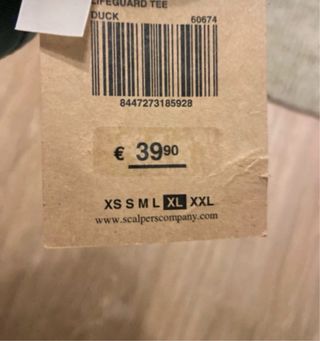 LIFEGUARD TEE
DUCK 60674
8447273185928
€ 3990
XS S M L XL XXL
www.scalperscompany.com